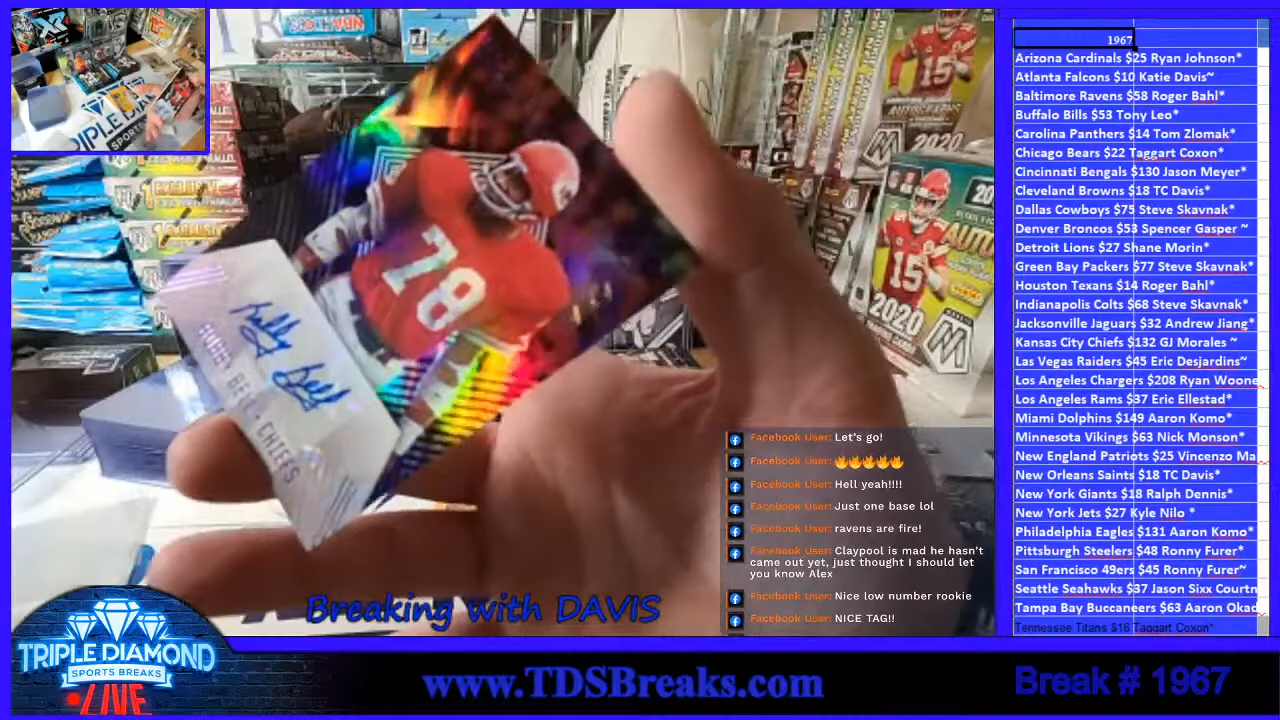 1967
Arizona Cardinals $25 Ryan Johnson*
Atlanta Falcons $10 Katie Davis~
Baltimore Ravens $58 Roger Bahl*
Buffalo Bills $53 Tony Leo*
Carolina Panthers $14 Tom Zlomak*
Chicago Bears $22 Taggart Coxon*
Cincinnati Bengals $130 Jason Meyer*
Cleveland Browns $18 TC Davis*
Dallas Cowboys $75 Steve Skavnak*
Denver Broncos $53 Spencer Gasper ~
Detroit Lions $27 Shane Morin*
Green Bay Packers $77 Steve Skavnak*
Houston Texans $14 Roger Bahl*
Indianapolis Colts $68 Steve Skavnak*
Jacksonville Jaguars $32 Andrew Jiang*
Kansas City Chiefs $132 GJ Morales ~
Las Vegas Raiders $45 Eric Desjardins~
Los Angeles Chargers $208 Ryan Woone
Los Angeles Rams $37 Eric Ellestad*
Miami Dolphins $149 Aaron Komo*
Minnesota Vikings $63 Nick Monson*
New England Patriots $25 Vincenzo Ma
New Orleans Saints $18 TC Davis*
New York Giants $18 Ralph Dennis*
New York Jets $27 Kyle Nilo *
Philadelphia Eagles $131 Aaron Komo*
Pittsburgh Steelers $48 Ronny Furer*
San Francisco 49ers $45 Ronny Furer~
Seattle Seahawks $37 Jason Sixx Courtn
Tampa Bay Buccaneers $63 Aaron Okad
Tennessee Titans $16 Taggart Coxon*
78
BELL • CHIEFS
15
2020
15
2020
Facebook User: Let's go!
Facebook User: 🔥🔥🔥🔥🔥
Facebook User: Hell yeah!!!!
Facebook User: Just one base lol
Facebook User: ravens are fire!
Facebook User: Claypool is mad he hasn't
came out yet, just thought I should let
you know Alex
Facebook User: Nice low number rookie
Facebook User: NICE TAG!!
Breaking with DAVIS
TRIPLE DIAMOND
SPORTS BREAKS
LIVE
www.TDSBreaks.com
Break # 1967